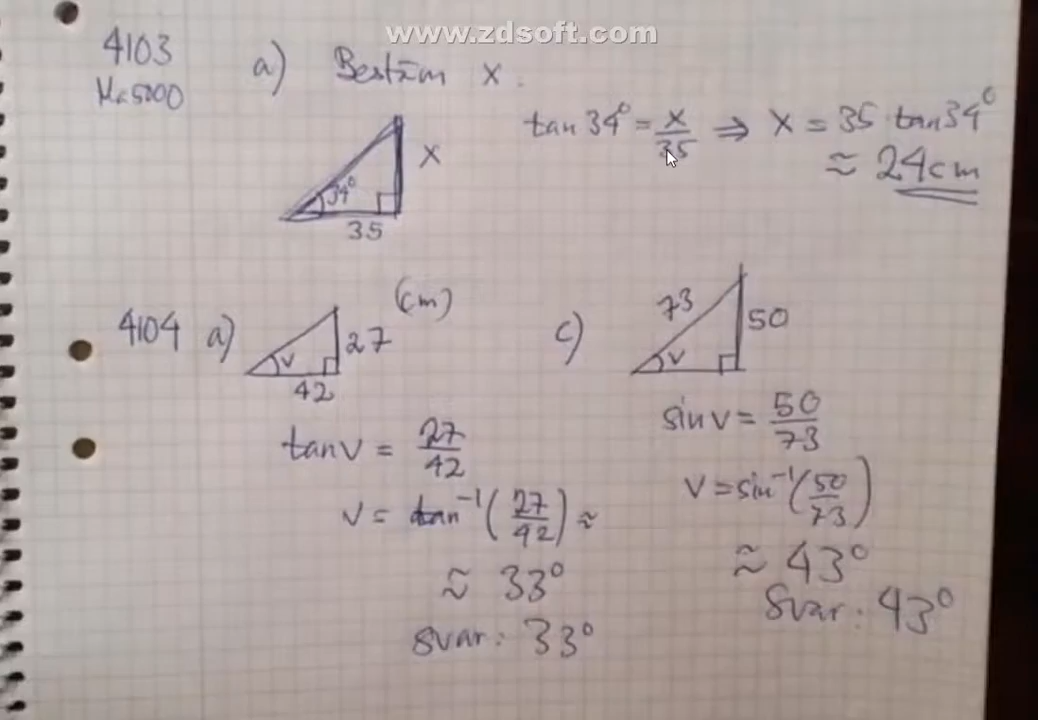 www.zdsoft.com
4103
Ma5000
a) Bestäm x.
34°
x
35
tan 34° = x/35 ⇒ x = 35 · tan 34°
≈ 24 cm
4104 a)
v
27
42
(cm)
tan v = 27/42
v = tan⁻¹(27/42) ≈
≈ 33°
svar: 33°
c)
73
50
v
sin v = 50/73
v = sin⁻¹(50/73)
≈ 43°
Svar: 43°